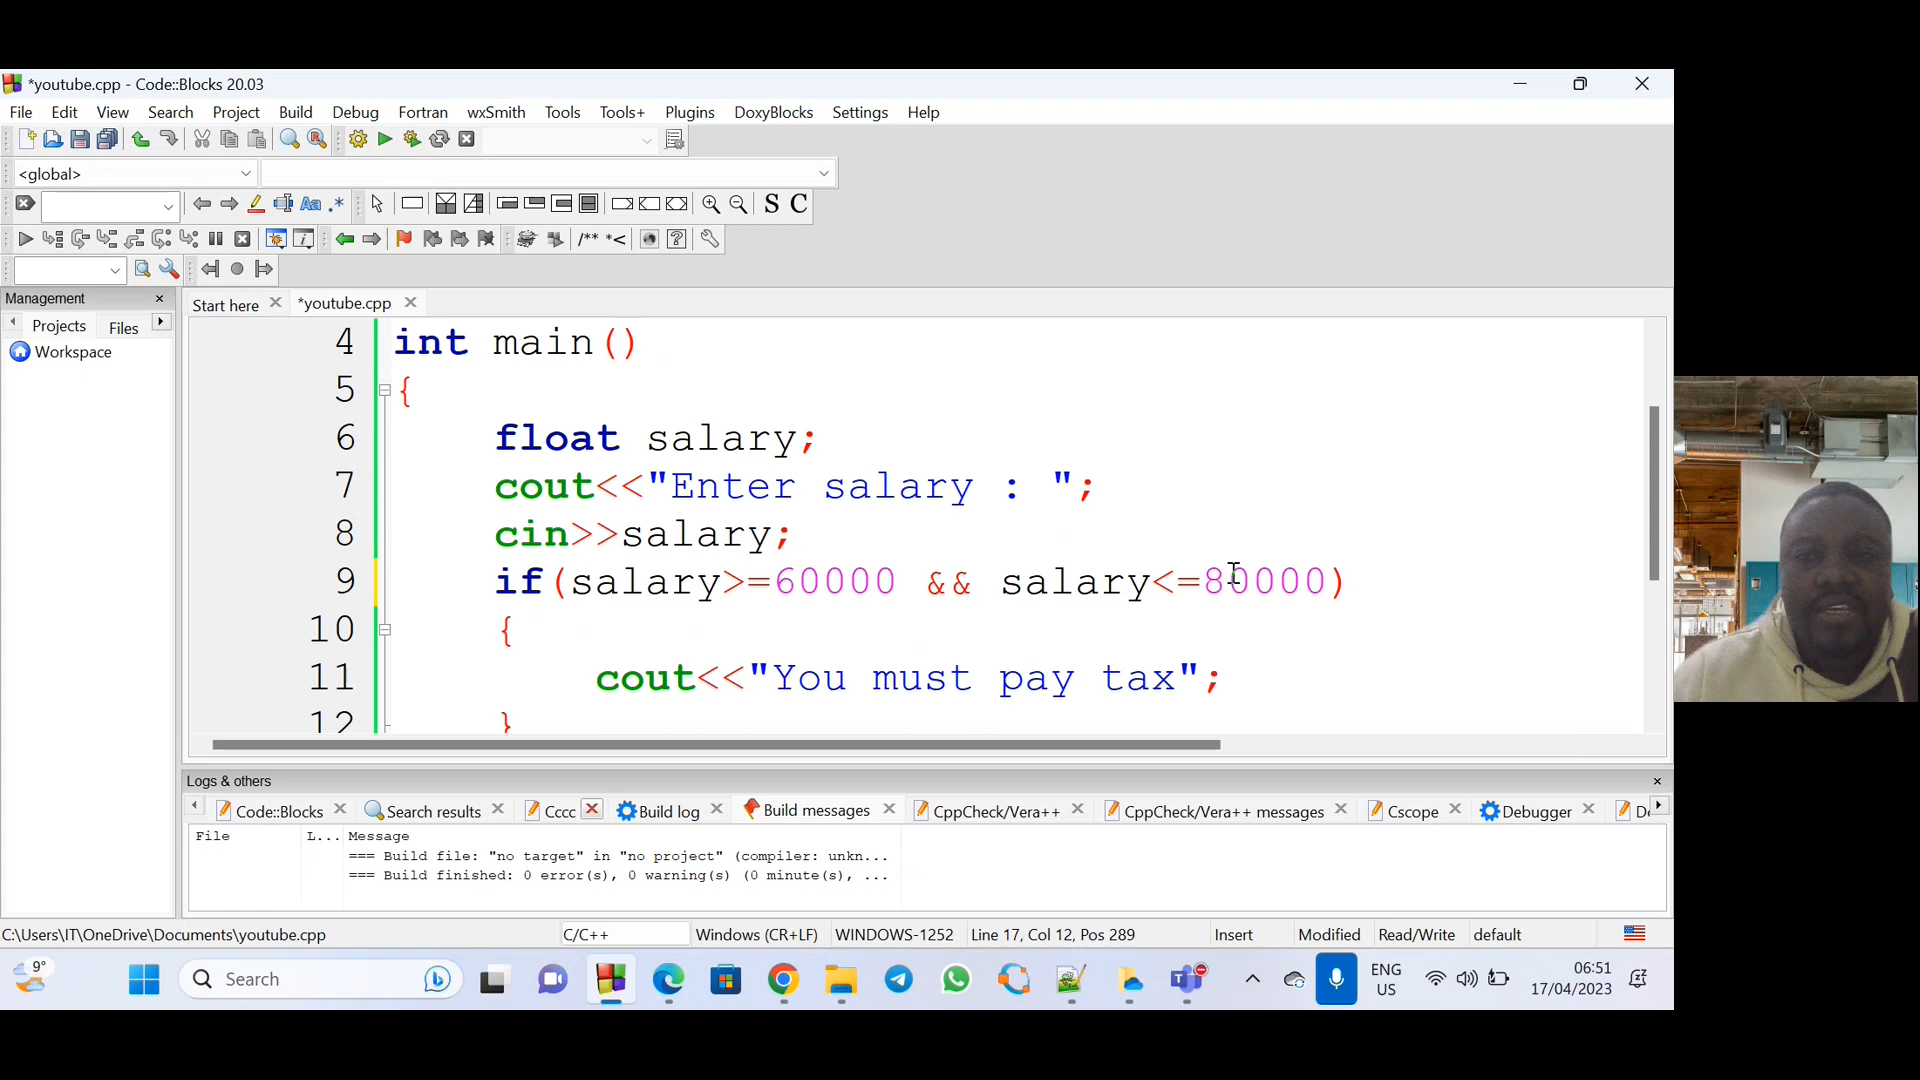 *youtube.cpp - Code::Blocks 20.03
File Edit View Search Project Build Debug Fortran wxSmith Tools Tools+ Plugins DoxyBlocks Settings Help
<global>
Aa .* S C
/** *<
Management
Projects Files
Workspace
Start here *youtube.cpp
4 int main()
5 {
6 float salary;
7 cout<<"Enter salary : ";
8 cin>>salary;
9 if(salary>=60000 && salary<=80000)
10 {
11 cout<<"You must pay tax";
12 }
Logs & others
Code::Blocks Search results Cccc Build log Build messages CppCheck/Vera++ CppCheck/Vera++ messages Cscope Debugger
File L... Message
=== Build file: "no target" in "no project" (compiler: unkn...
=== Build finished: 0 error(s), 0 warning(s) (0 minute(s), ...
C:\Users\IT\OneDrive\Documents\youtube.cpp C/C++ Windows (CR+LF) WINDOWS-1252 Line 17, Col 12, Pos 289 Insert Modified Read/Write default
9° Search ENG US 06:51 17/04/2023